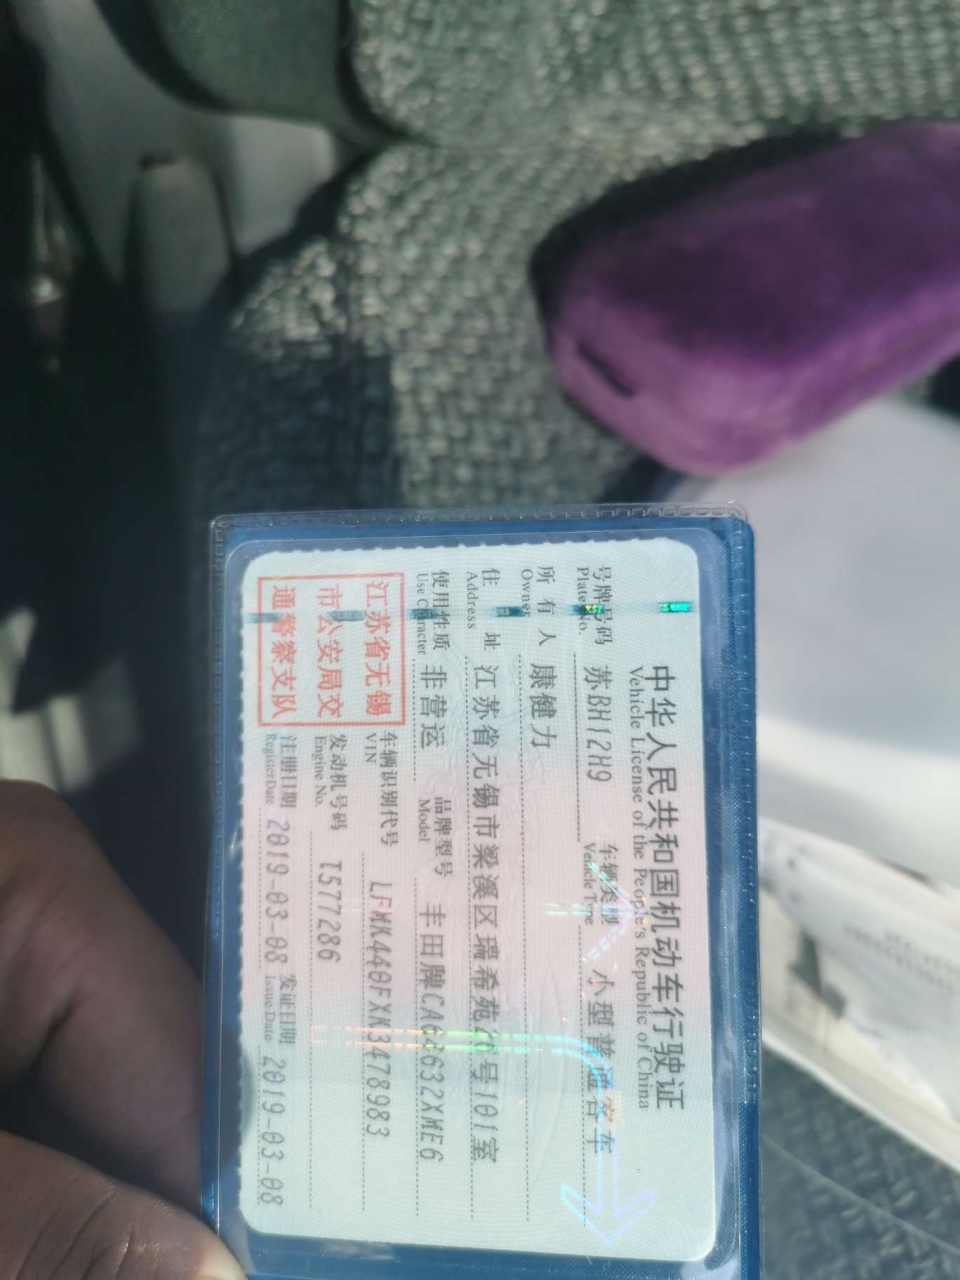 中华人民共和国机动车行驶证
Vehicle License of the People's Republic of China
号牌号码 苏BH12H9 车辆类型 小型普通客车
Plate No. Vehicle Type
所有人 康健力
Owner
住址 江苏省无锡市梁溪区瑞希苑20号101室
Address
使用性质 非营运 品牌型号 丰田牌
Use Character Model
江苏省无锡
市公安局交
通警察支队
车辆识别代号 LFMK440FXK3478983
VIN
发动机号码 T577286
Engine No.
注册日期 2019-03-08 发证日期 2019-03-08
Register Date Issue Date